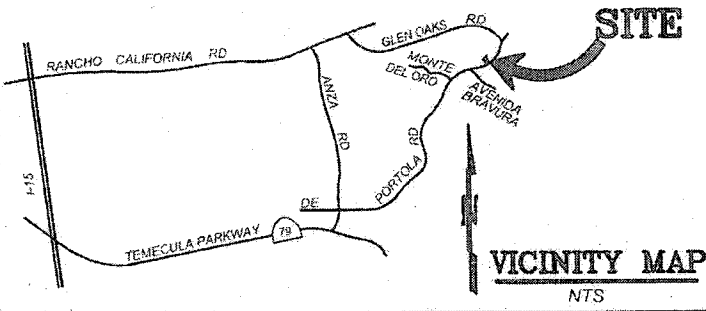 SITE
GLEN OAKS RD
RANCHO CALIFORNIA RD
MONTE
DEL ORO
AVENIDA
BRAVURA
ANZA RD
I-15
DE PORTOLA RD
TEMECULA PARKWAY 79
N
VICINITY MAP
NTS